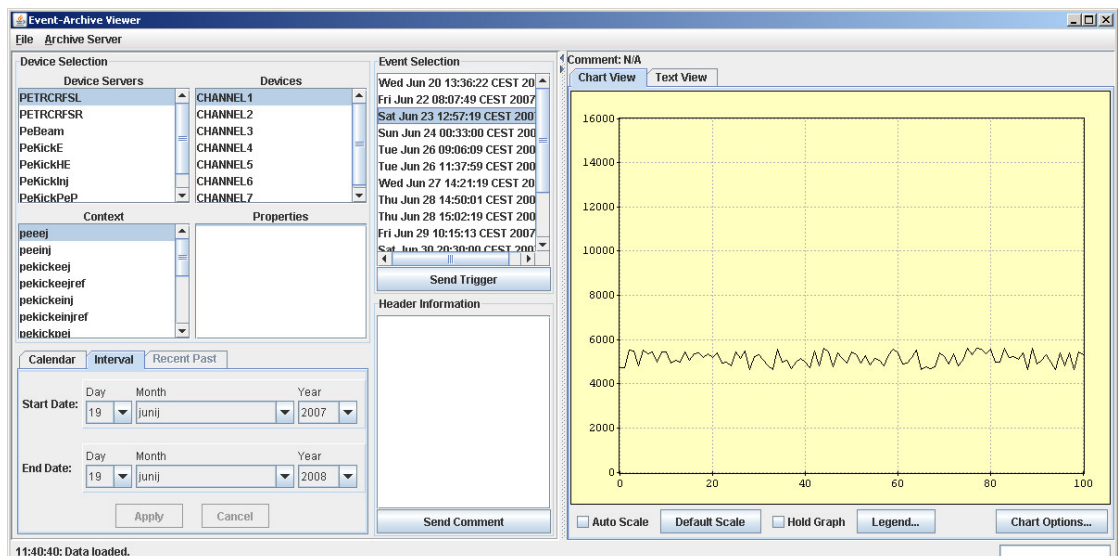 Event-Archive Viewer
File Archive Server
Device Selection
Device Servers
PETRCRFSL
PETRCRFSR
PeBeam
PeKickE
PeKickHE
PeKickInj
PeKickPeP
Devices
CHANNEL1
CHANNEL2
CHANNEL3
CHANNEL4
CHANNEL5
CHANNEL6
CHANNEL7
Context
peeej
peeinj
pekickeej
pekickeejref
pekickeinj
pekickeinjref
pekickpei
Properties
Calendar Interval Recent Past
Day Month Year
Start Date: 19 junij 2007
Day Month Year
End Date: 19 junij 2008
Apply Cancel
Event Selection
Wed Jun 20 13:36:22 CEST 20
Fri Jun 22 08:07:49 CEST 2007
Sat Jun 23 12:57:19 CEST 200
Sun Jun 24 00:33:00 CEST 200
Tue Jun 26 09:06:09 CEST 200
Tue Jun 26 11:37:59 CEST 200
Wed Jun 27 14:21:19 CEST 20
Thu Jun 28 14:50:01 CEST 200
Thu Jun 28 15:02:19 CEST 200
Fri Jun 29 10:15:13 CEST 2007
Sat Jun 30 20:30:00 CEST 200
Send Trigger
Header Information
Send Comment
Comment: N/A
Chart View Text View
16000
14000
12000
10000
8000
6000
4000
2000
0
0 20 40 60 80 100
Auto Scale Default Scale Hold Graph Legend... Chart Options...
11:40:40: Data loaded.